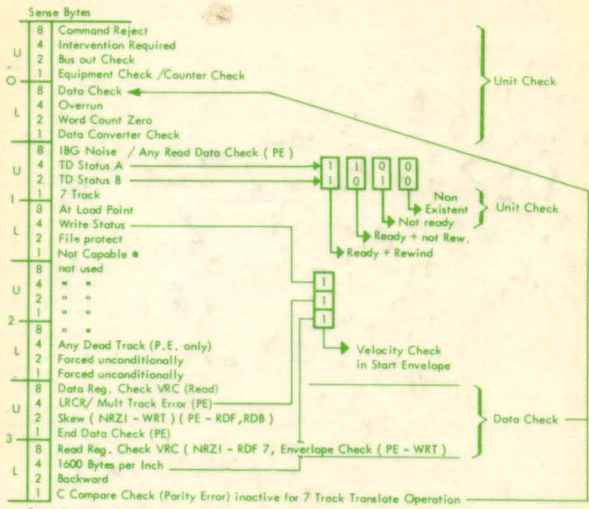 Sense Bytes
8 Command Reject
U 4 Intervention Required
2 Bus out Check
1 Equipment Check /Counter Check
Unit Check
O
8 Data Check
L 4 Overrun
2 Word Count Zero
1 Data Converter Check
8 IBG Noise / Any Read Data Check ( PE )
U 4 TD Status A 1 1 0 0
2 TD Status B 1 0 1 0
1 7 Track
Non Existent
Not ready
Unit Check
Ready + not Rew.
Ready + Rewind
1
8 At Load Point
L 4 Write Status
2 File protect
1 Not Capable *
8 not used
U 4 " "
2 " "
1 " "
1
1
1
Velocity Check
in Start Envelope
2
8 " "
L 4 Any Dead Track (P.E. only)
2 Forced unconditionally
1 Forced unconditionally
8 Data Reg. Check VRC (Read)
U 4 LRCR/ Mult Track Error (PE)
2 Skew ( NRZI - WRT ) ( PE - RDF ,RDB )
1 End Data Check (PE)
Data Check
3
8 Read Reg. Check VRC ( NRZI - RDF 7, Enverlope Check ( PE - WRT )
L 4 1600 Bytes per Inch
2 Backward
1 C Compare Check (Parity Error) inactive for 7 Track Translate Operation